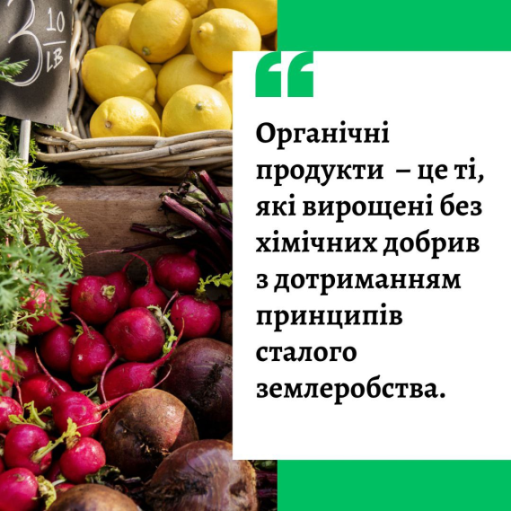 3 10
LB
“
Органічні
продукти – це ті,
які вирощені без
хімічних добрив
з дотриманням
принципів
сталого
землеробства.